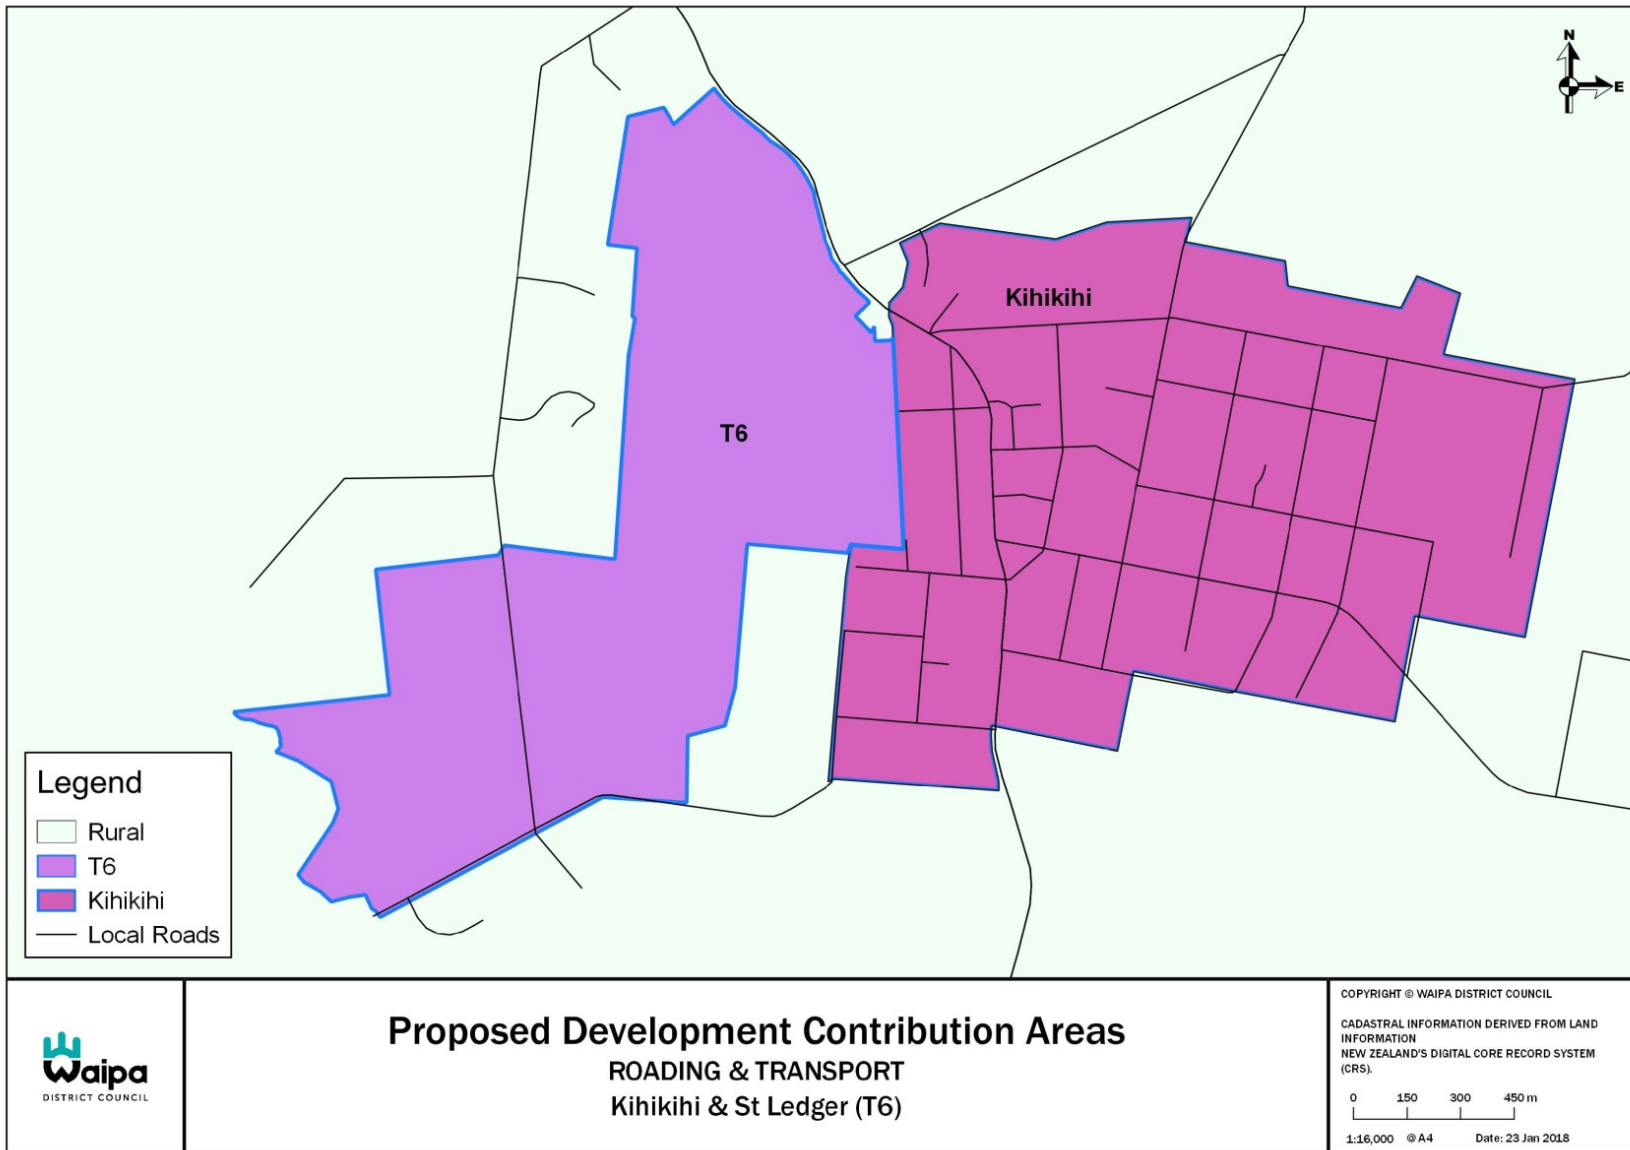 N
E
Kihikihi
T6
Legend
Rural
T6
Kihikihi
Local Roads
Waipa
DISTRICT COUNCIL
Proposed Development Contribution Areas
ROADING & TRANSPORT
Kihikihi & St Ledger (T6)
COPYRIGHT © WAIPA DISTRICT COUNCIL
CADASTRAL INFORMATION DERIVED FROM LAND
INFORMATION
NEW ZEALAND'S DIGITAL CORE RECORD SYSTEM
(CRS).
0 150 300 450 m
1:16,000 @ A4 Date: 23 Jan 2018